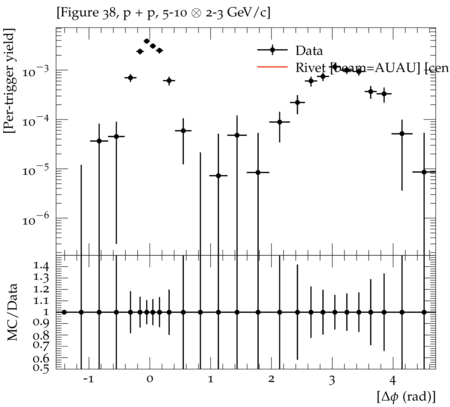 [Figure 38, p + p, 5-10 ⊗ 2-3 GeV/c]
[Per-trigger yield]
10⁻³
10⁻⁴
10⁻⁵
10⁻⁶
Data
Rivet [beam=AUAU] [cen
MC/Data
1.4
1.3
1.2
1.1
1
0.9
0.8
0.7
0.6
0.5
-1 0 1 2 3 4
[Δϕ (rad)]